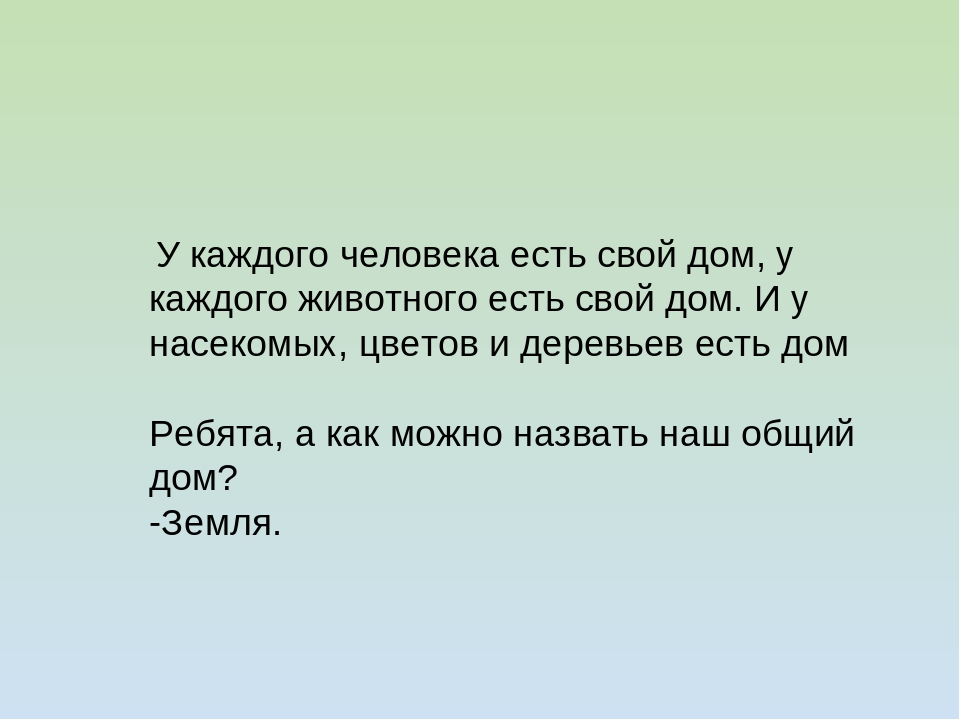 У каждого человека есть свой дом, у
каждого животного есть свой дом. И у
насекомых, цветов и деревьев есть дом
Ребята, а как можно назвать наш общий
дом?
-Земля.